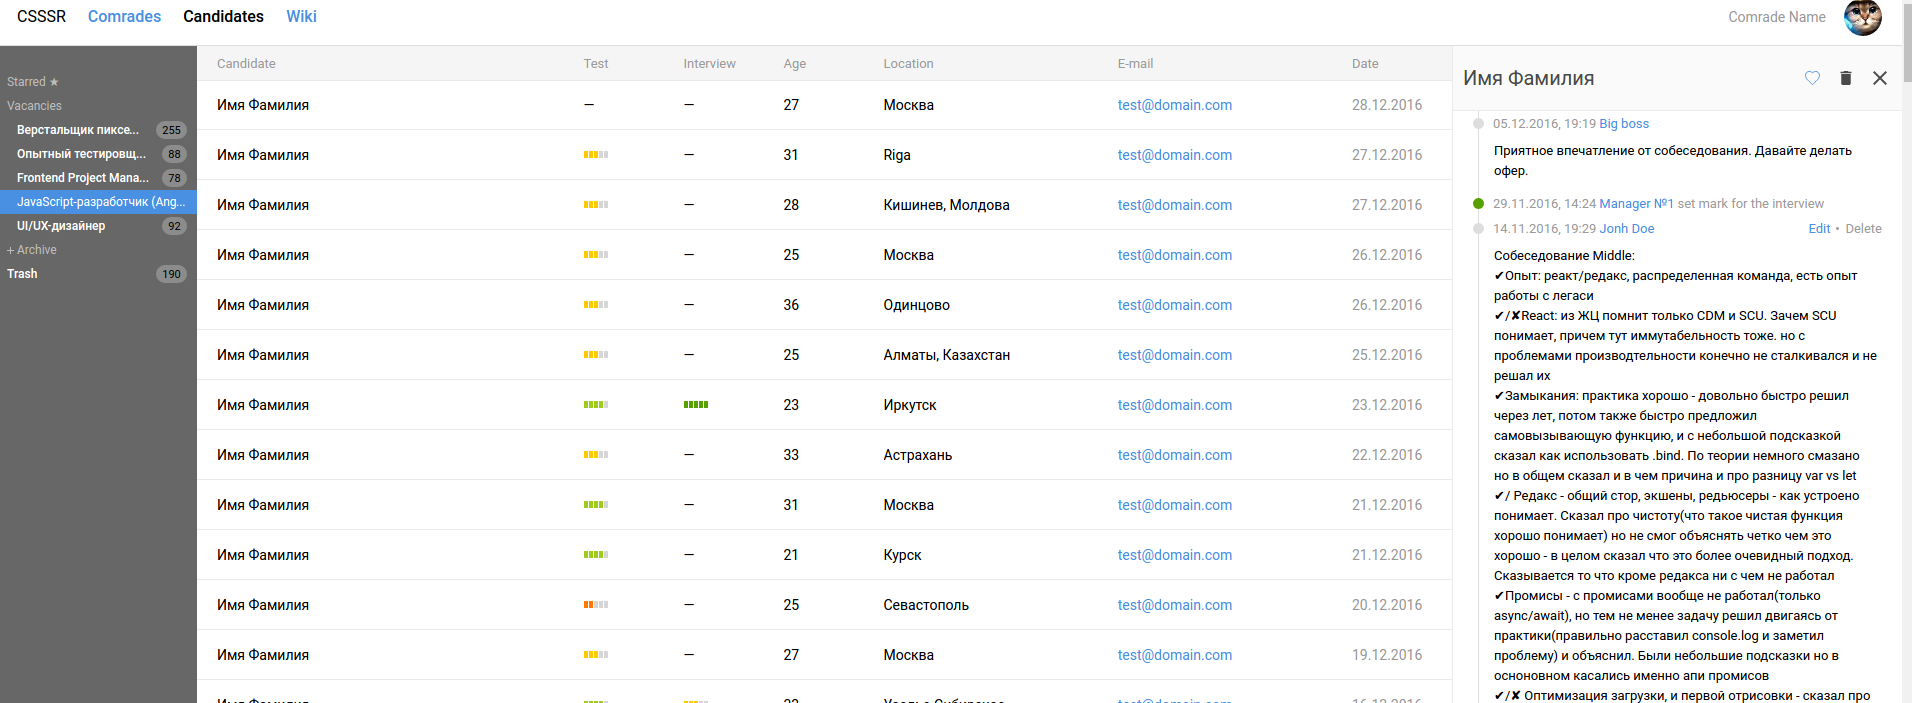 CSSSR Comrades Candidates Wiki Comrade Name
Starred ★
Vacancies
Верстальщик пиксе... 255
Опытный тестировщ... 88
Frontend Project Mana... 78
JavaScript-разработчик (Ang...
UI/UX-дизайнер 92
+ Archive
Trash 190
Candidate Test Interview Age Location E-mail Date
Имя Фамилия — — 27 Москва test@domain.com 28.12.2016
Имя Фамилия — 31 Riga test@domain.com 27.12.2016
Имя Фамилия — 28 Кишинев, Молдова test@domain.com 27.12.2016
Имя Фамилия — 25 Москва test@domain.com 26.12.2016
Имя Фамилия — 36 Одинцово test@domain.com 26.12.2016
Имя Фамилия — 25 Алматы, Казахстан test@domain.com 25.12.2016
Имя Фамилия 23 Иркутск test@domain.com 23.12.2016
Имя Фамилия — 33 Астрахань test@domain.com 22.12.2016
Имя Фамилия — 31 Москва test@domain.com 21.12.2016
Имя Фамилия — 21 Курск test@domain.com 21.12.2016
Имя Фамилия — 25 Севастополь test@domain.com 20.12.2016
Имя Фамилия — 27 Москва test@domain.com 19.12.2016
Имя Фамилия test@domain.com
Имя Фамилия
05.12.2016, 19:19 Big boss
Приятное впечатление от собеседования. Давайте делать
офер.
29.11.2016, 14:24 Manager №1 set mark for the interview
14.11.2016, 19:29 Jonh Doe Edit • Delete
Собеседование Middle:
✔Опыт: реакт/редакс, распределенная команда, есть опыт
работы с легаси
✔/✘React: из ЖЦ помнит только CDM и SCU. Зачем SCU
понимает, причем тут иммутабельность тоже. но с
проблемами производтельности конечно не сталкивался и не
решал их
✔Замыкания: практика хорошо - довольно быстро решил
через лет, потом также быстро предложил
самовызывающую функцию, и с небольшой подсказкой
сказал как использовать .bind. По теории немного смазано
но в общем сказал и в чем причина и про разницу var vs let
✔/ Редакс - общий стор, экшены, редьюсеры - как устроено
понимает. Сказал про чистоту(что такое чистая функция
хорошо понимает) но не смог объяснять четко чем это
хорошо - в целом сказал что это более очевидный подход.
Сказывается то что кроме редакса ни с чем не работал
✔Промисы - с промисами вообще не работал(только
async/await), но тем не менее задачу решил двигаясь от
практики(правильно расставил console.log и заметил
проблему) и объяснил. Были небольшие подсказки но в
осноновном касались именно апи промисов
✔/✘ Оптимизация загрузки, и первой отрисовки - сказал про